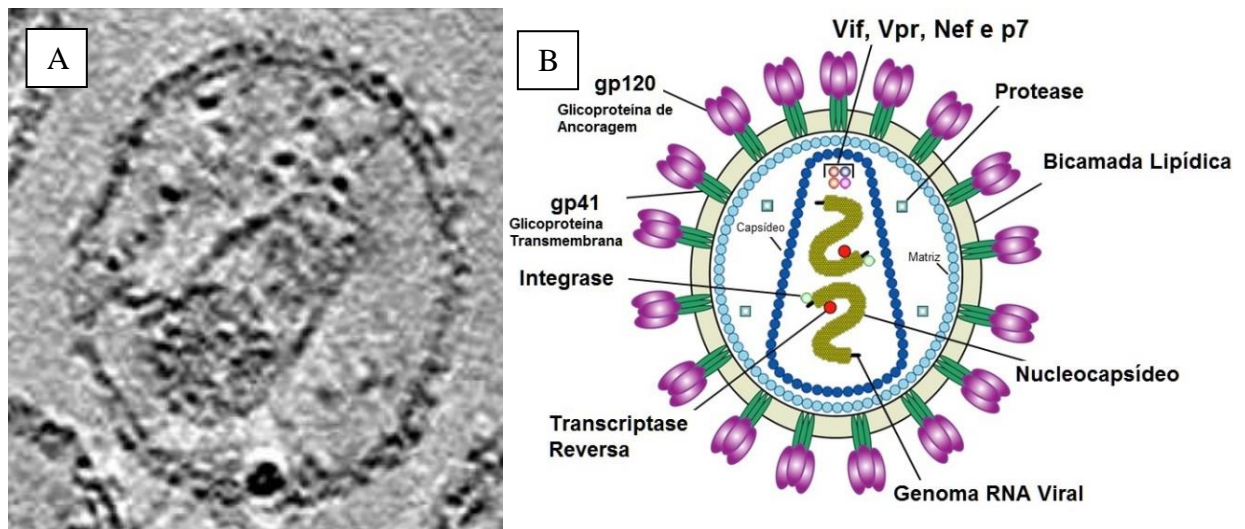 A
B
Vif, Vpr, Nef e p7
gp120
Glicoproteína de
Ancoragem
Protease
Bicamada Lipídica
gp41
Glicoproteína
Transmembrana
Capsídeo
Matriz
Integrase
Nucleocapsídeo
Transcriptase
Reversa
Genoma RNA Viral